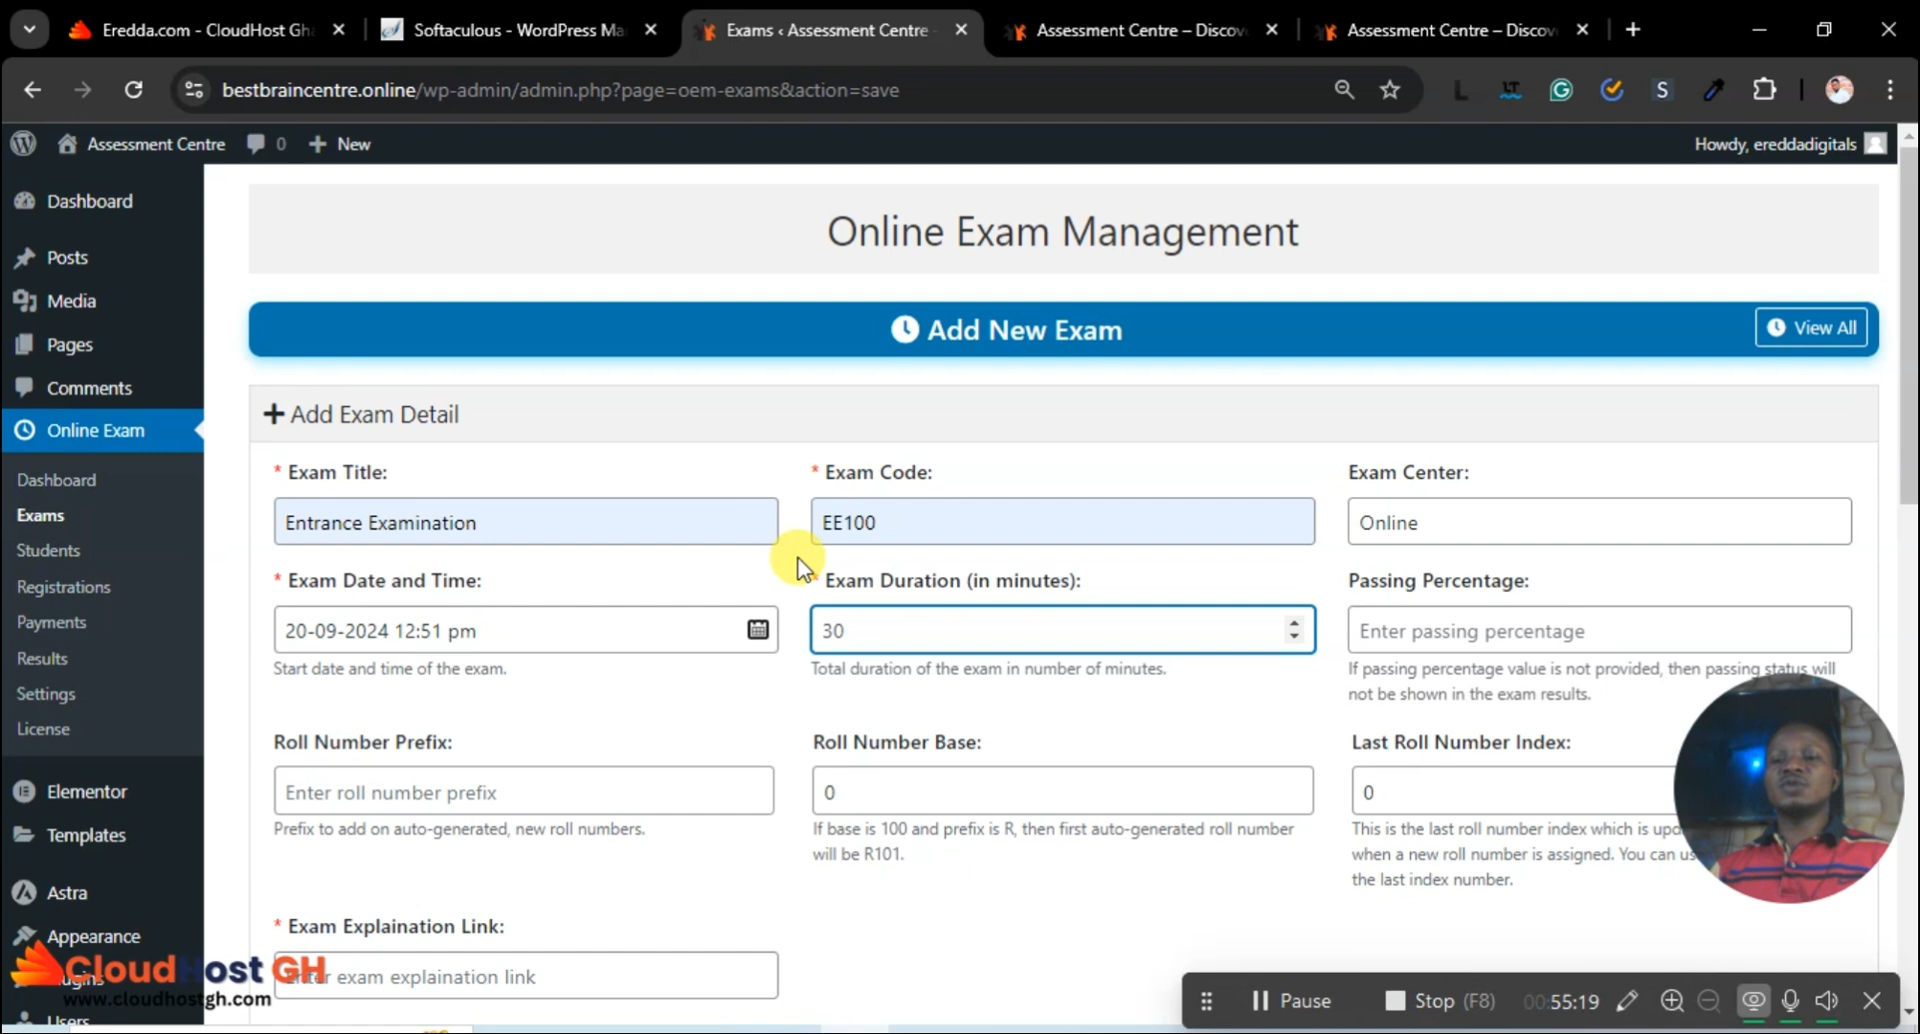 Eredda.com - CloudHost Gh
Softaculous - WordPress Ma
Exams ‹ Assessment Centre -
Assessment Centre – Discov
Assessment Centre – Discov
bestbraincentre.online/wp-admin/admin.php?page=oem-exams&action=save
Assessment Centre
0
New
Howdy, ereddadigitals
Dashboard
Posts
Media
Pages
Comments
Online Exam
Dashboard
Exams
Students
Registrations
Payments
Results
Settings
License
Elementor
Templates
Astra
Appearance
Plugins
Users
Online Exam Management
Add New Exam
View All
Add Exam Detail
* Exam Title:
Entrance Examination
* Exam Code:
EE100
Exam Center:
Online
* Exam Date and Time:
20-09-2024 12:51 pm
Start date and time of the exam.
* Exam Duration (in minutes):
30
Total duration of the exam in number of minutes.
Passing Percentage:
Enter passing percentage
If passing percentage value is not provided, then passing status will
not be shown in the exam results.
Roll Number Prefix:
Enter roll number prefix
Prefix to add on auto-generated, new roll numbers.
Roll Number Base:
0
If base is 100 and prefix is R, then first auto-generated roll number
will be R101.
Last Roll Number Index:
0
This is the last roll number index which is upd
when a new roll number is assigned. You can us
the last index number.
* Exam Explaination Link:
Enter exam explaination link
CloudHost GH
www.cloudhostgh.com
Pause
Stop (F8)
00:55:19